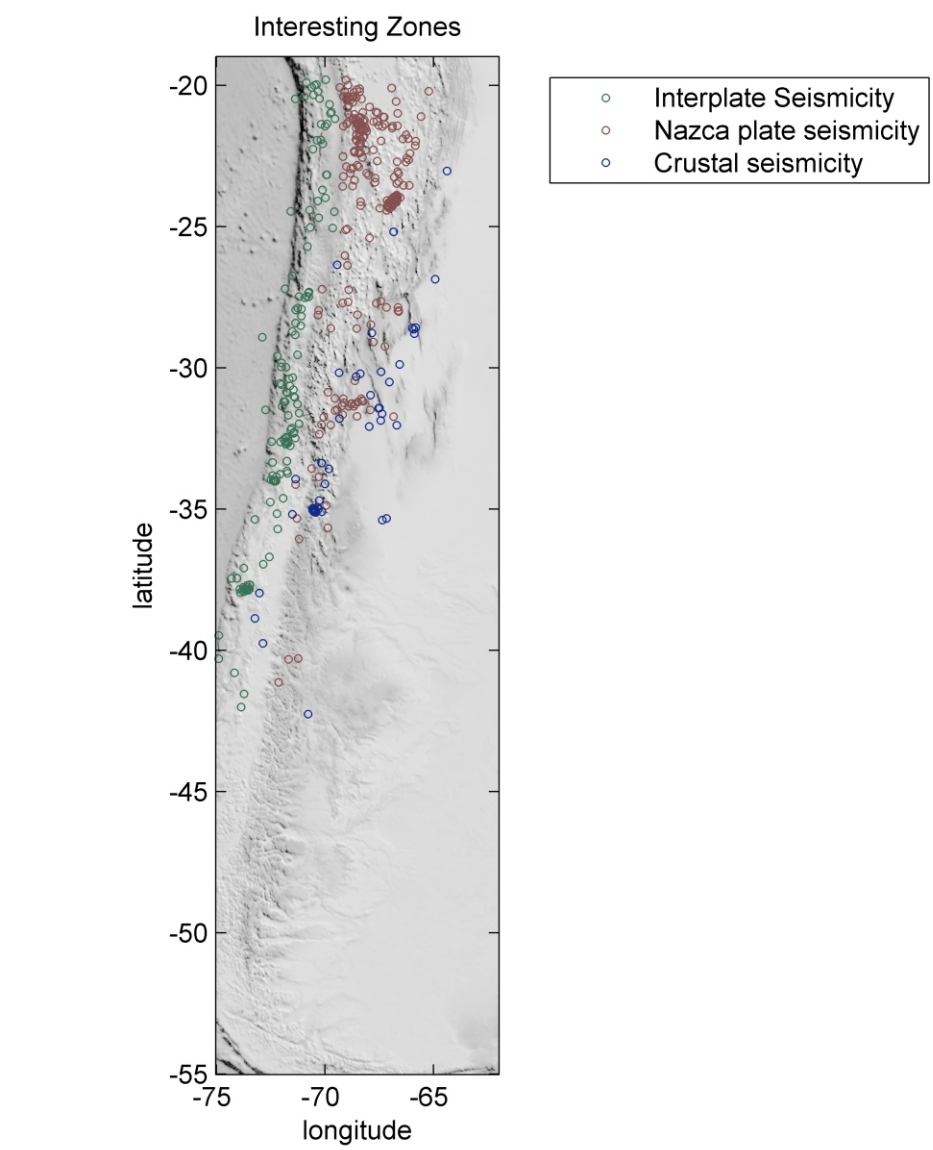 Interesting Zones
Interplate Seismicity
Nazca plate seismicity
Crustal seismicity
-20
-25
-30
-35
-40
-45
-50
-55
latitude
-75 -70 -65
longitude